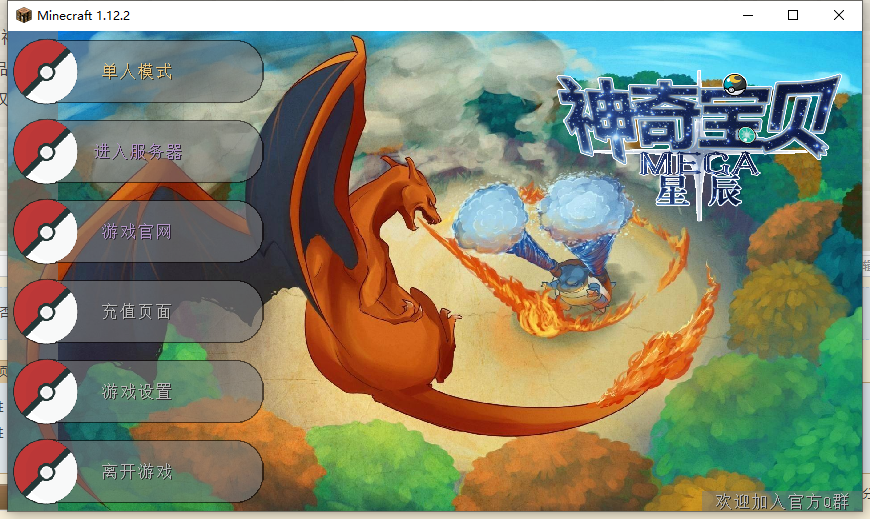 Minecraft 1.12.2
单人模式
进入服务器
游戏官网
充值页面
游戏设置
离开游戏
神奇宝贝
MEGA
星辰
欢迎加入官方Q群